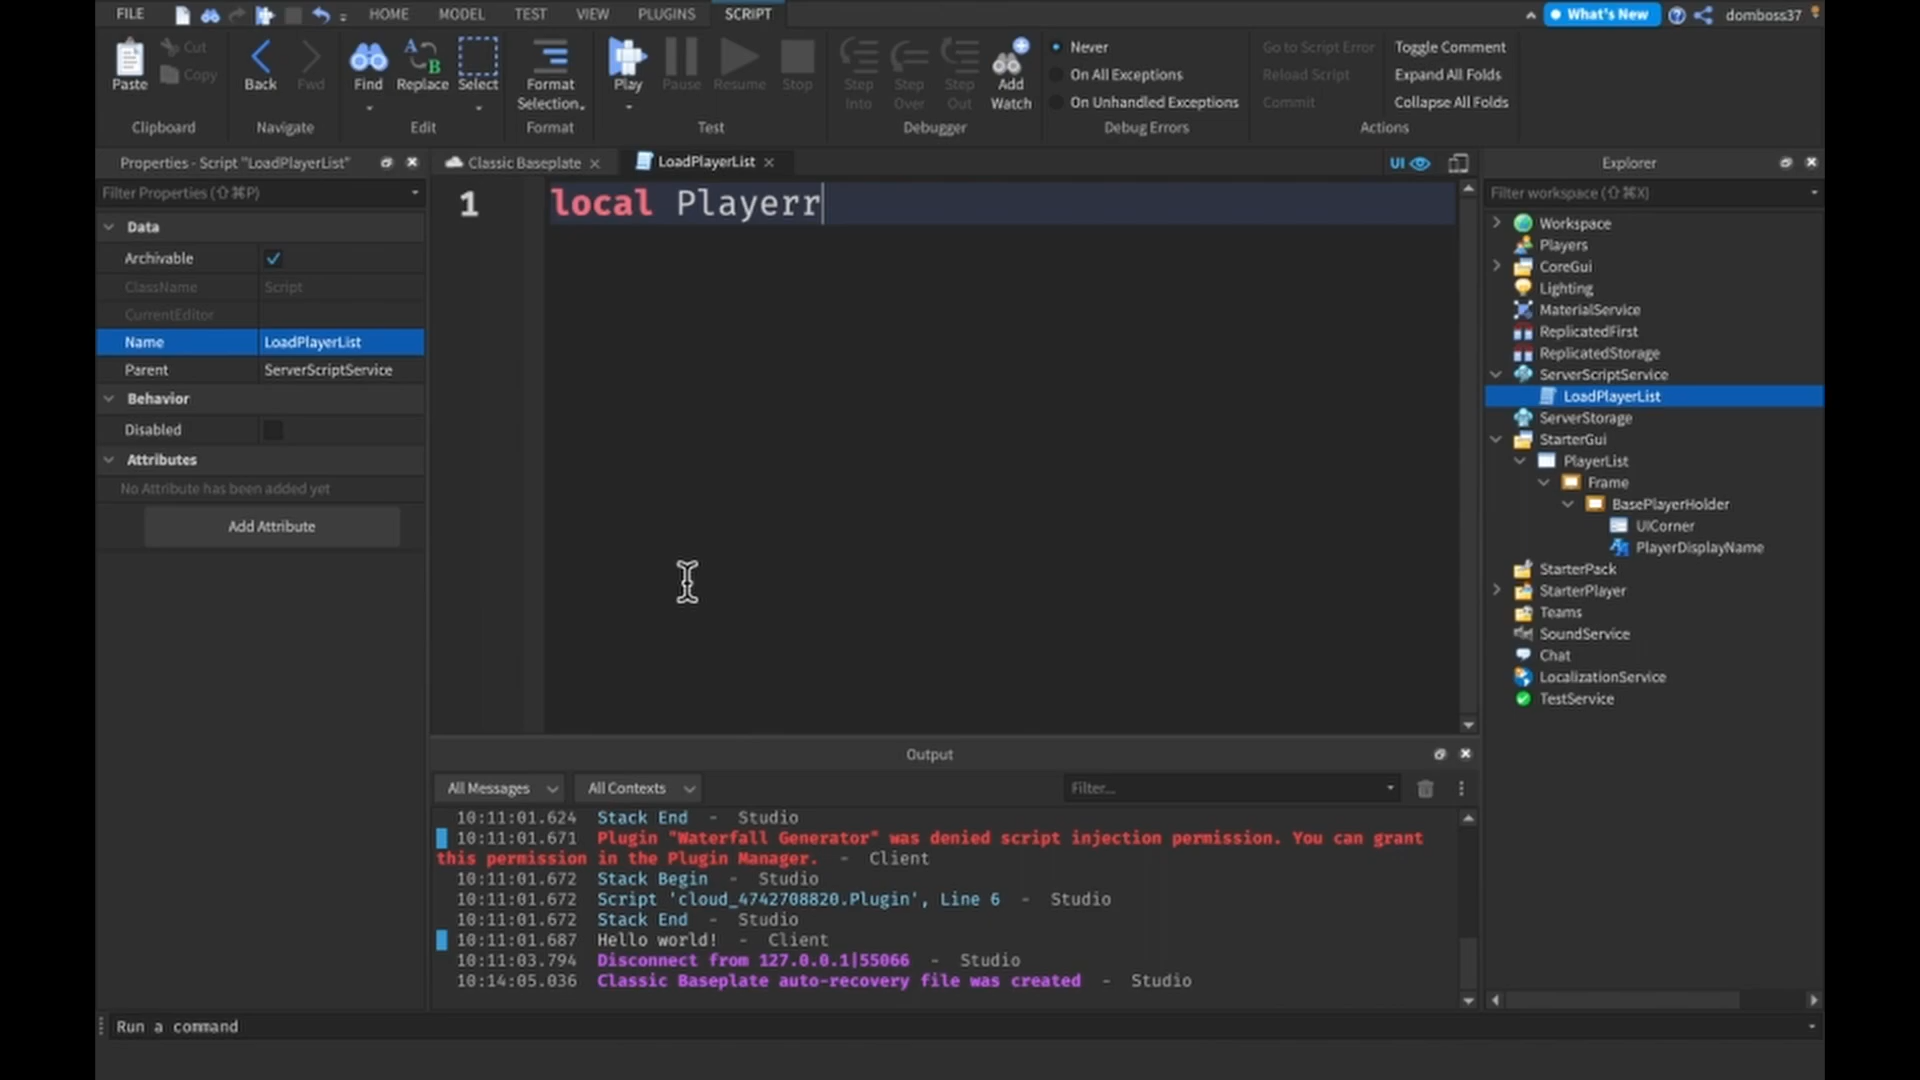 FILE HOME MODEL TEST VIEW PLUGINS SCRIPT What's New domboss37
Paste Cut Copy Back Fwd Find Replace Select Format Selection Play Pause Resume Stop Step Into Step Over Step Out Add Watch
Never
On All Exceptions
On Unhandled Exceptions
Go to Script Error
Reload Script
Commit
Toggle Comment
Expand All Folds
Collapse All Folds
Clipboard Navigate Edit Format Test Debugger Debug Errors Actions
Properties - Script "LoadPlayerList"
Filter Properties (⇧⌘P)
Data
Archivable
ClassName Script
CurrentEditor
Name LoadPlayerList
Parent ServerScriptService
Behavior
Disabled
Attributes
No Attribute has been added yet
Add Attribute
Classic Baseplate LoadPlayerList UI
1 local Playerr
Output
All Messages All Contexts Filter...
10:11:01.624 Stack End - Studio
10:11:01.671 Plugin "Waterfall Generator" was denied script injection permission. You can grant
this permission in the Plugin Manager. - Client
10:11:01.672 Stack Begin - Studio
10:11:01.672 Script 'cloud_4742708820.Plugin', Line 6 - Studio
10:11:01.672 Stack End - Studio
10:11:01.687 Hello world! - Client
10:11:03.794 Disconnect from 127.0.0.1|55066 - Studio
10:14:05.036 Classic Baseplate auto-recovery file was created - Studio
Explorer
Filter workspace (⇧⌘X)
Workspace
Players
CoreGui
Lighting
MaterialService
ReplicatedFirst
ReplicatedStorage
ServerScriptService
LoadPlayerList
ServerStorage
StarterGui
PlayerList
Frame
BasePlayerHolder
UICorner
PlayerDisplayName
StarterPack
StarterPlayer
Teams
SoundService
Chat
LocalizationService
TestService
Run a command